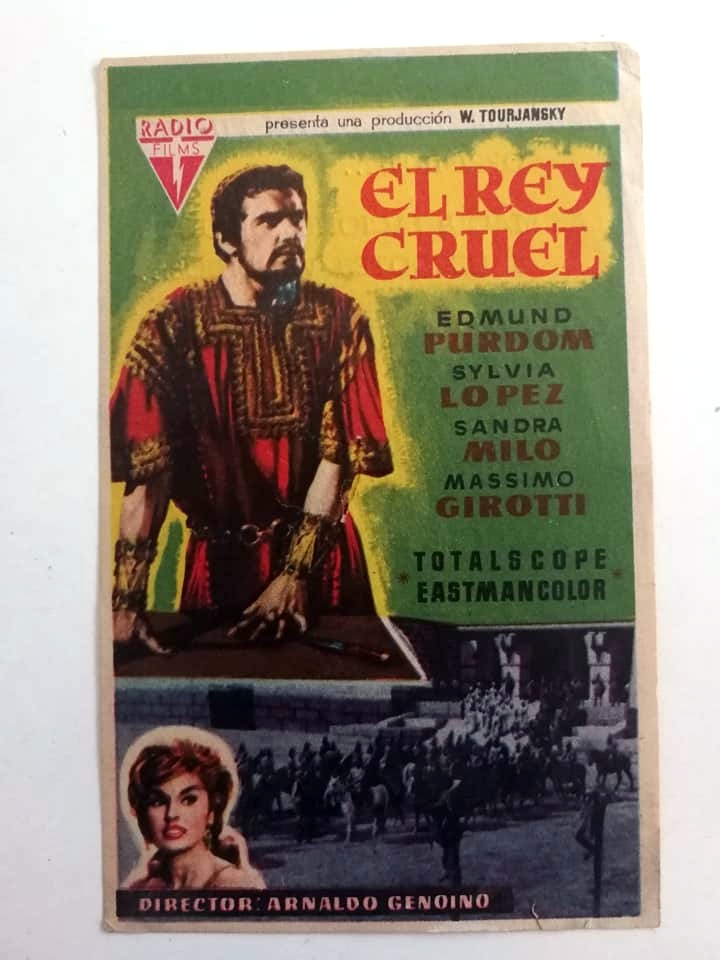 RADIO
FILMS
presenta una producción W. TOURJANSKY
EL REY
CRUEL
EDMUND
PURDOM
SYLVIA
LOPEZ
SANDRA
MILO
MASSIMO
GIROTTI
TOTALSCOPE
* EASTMANCOLOR *
DIRECTOR: ARNALDO GENOINO